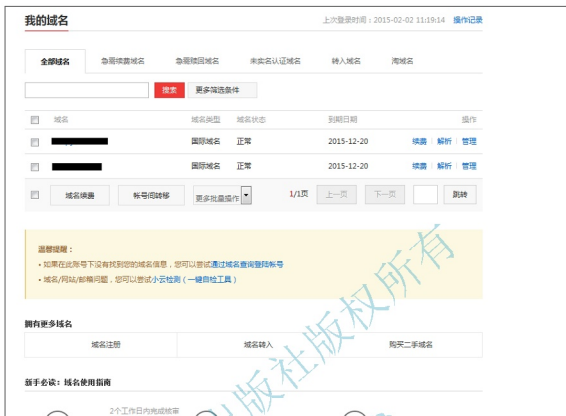 我的域名 上次登录时间：2015-02-02 11:19:14 操作记录
全部域名 急需续费域名 急需赎回域名 未实名认证域名 转入域名 淘域名
搜索 更多筛选条件
域名 域名类型 域名状态 到期日期 操作
国际域名 正常 2015-12-20 续费 解析 管理
国际域名 正常 2015-12-20 续费 解析 管理
域名续费 帐号间转移 更多批量操作 1/1页 上一页 下一页 跳转
温馨提醒：
• 如果在此账号下没有找到您的域名信息，您可以尝试通过域名查询登陆帐号
• 域名/网站/邮箱问题，您可以尝试小云检测（一键自检工具）
拥有更多域名
域名注册 域名转入 购买二手域名
新手必读：域名使用指南
2个工作日内完成核审
版社版权所有